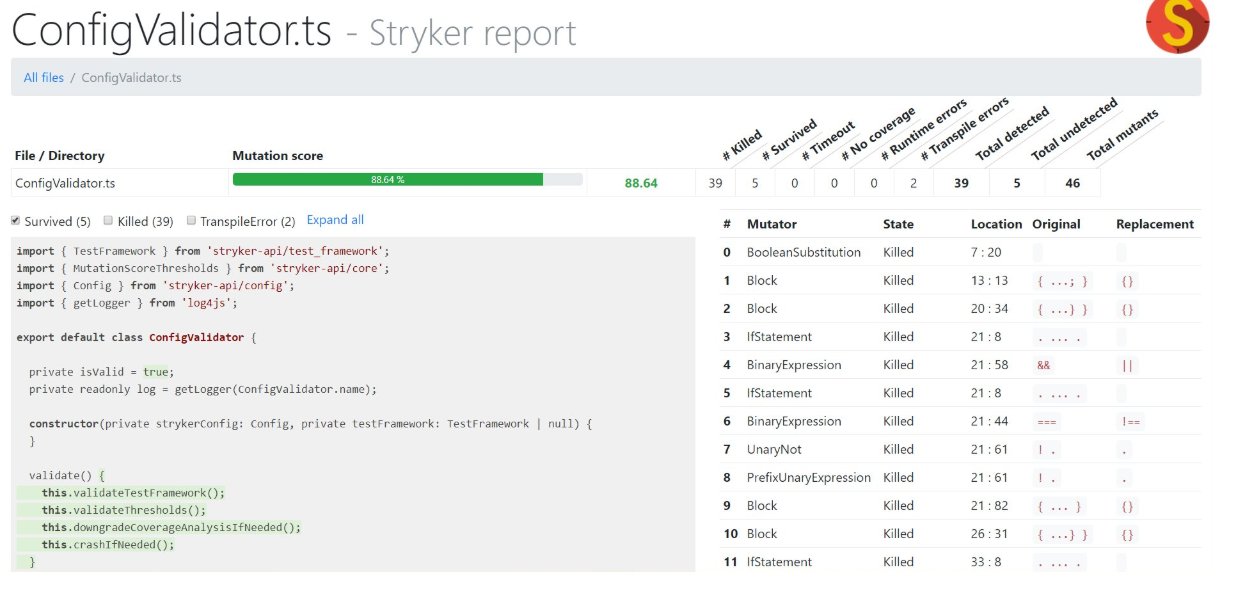 ConfigValidator.ts - Stryker report
S
All files / ConfigValidator.ts
File / Directory Mutation score # Killed # Survived # Timeout # No coverage # Runtime errors # Transpile errors Total detected Total undetected Total mutants
ConfigValidator.ts 88.64 % 88.64 39 5 0 0 0 2 39 5 46
Survived (5) Killed (39) TranspileError (2) Expand all
import { TestFramework } from 'stryker-api/test_framework';
import { MutationScoreThresholds } from 'stryker-api/core';
import { Config } from 'stryker-api/config';
import { getLogger } from 'log4js';
export default class ConfigValidator {
private isValid = true;
private readonly log = getLogger(ConfigValidator.name);
constructor(private strykerConfig: Config, private testFramework: TestFramework | null) {
}
validate() {
this.validateTestFramework();
this.validateThresholds();
this.downgradeCoverageAnalysisIfNeeded();
this.crashIfNeeded();
}
# Mutator State Location Original Replacement
0 BooleanSubstitution Killed 7 : 20
1 Block Killed 13 : 13 { ...; } {}
2 Block Killed 20 : 34 { ...} } {}
3 IfStatement Killed 21 : 8 . ... .
4 BinaryExpression Killed 21 : 58 && ||
5 IfStatement Killed 21 : 8 . ... .
6 BinaryExpression Killed 21 : 44 === !==
7 UnaryNot Killed 21 : 61 ! . .
8 PrefixUnaryExpression Killed 21 : 61 ! . .
9 Block Killed 21 : 82 { ... } {}
10 Block Killed 26 : 31 { ...} } {}
11 IfStatement Killed 33 : 8 . ... .